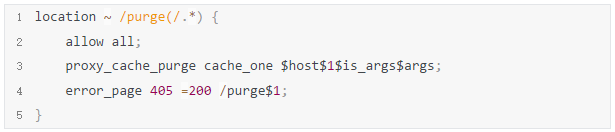 1 location ~ /purge(/.*) {
2 allow all;
3 proxy_cache_purge cache_one $host$1$is_args$args;
4 error_page 405 =200 /purge$1;
5 }